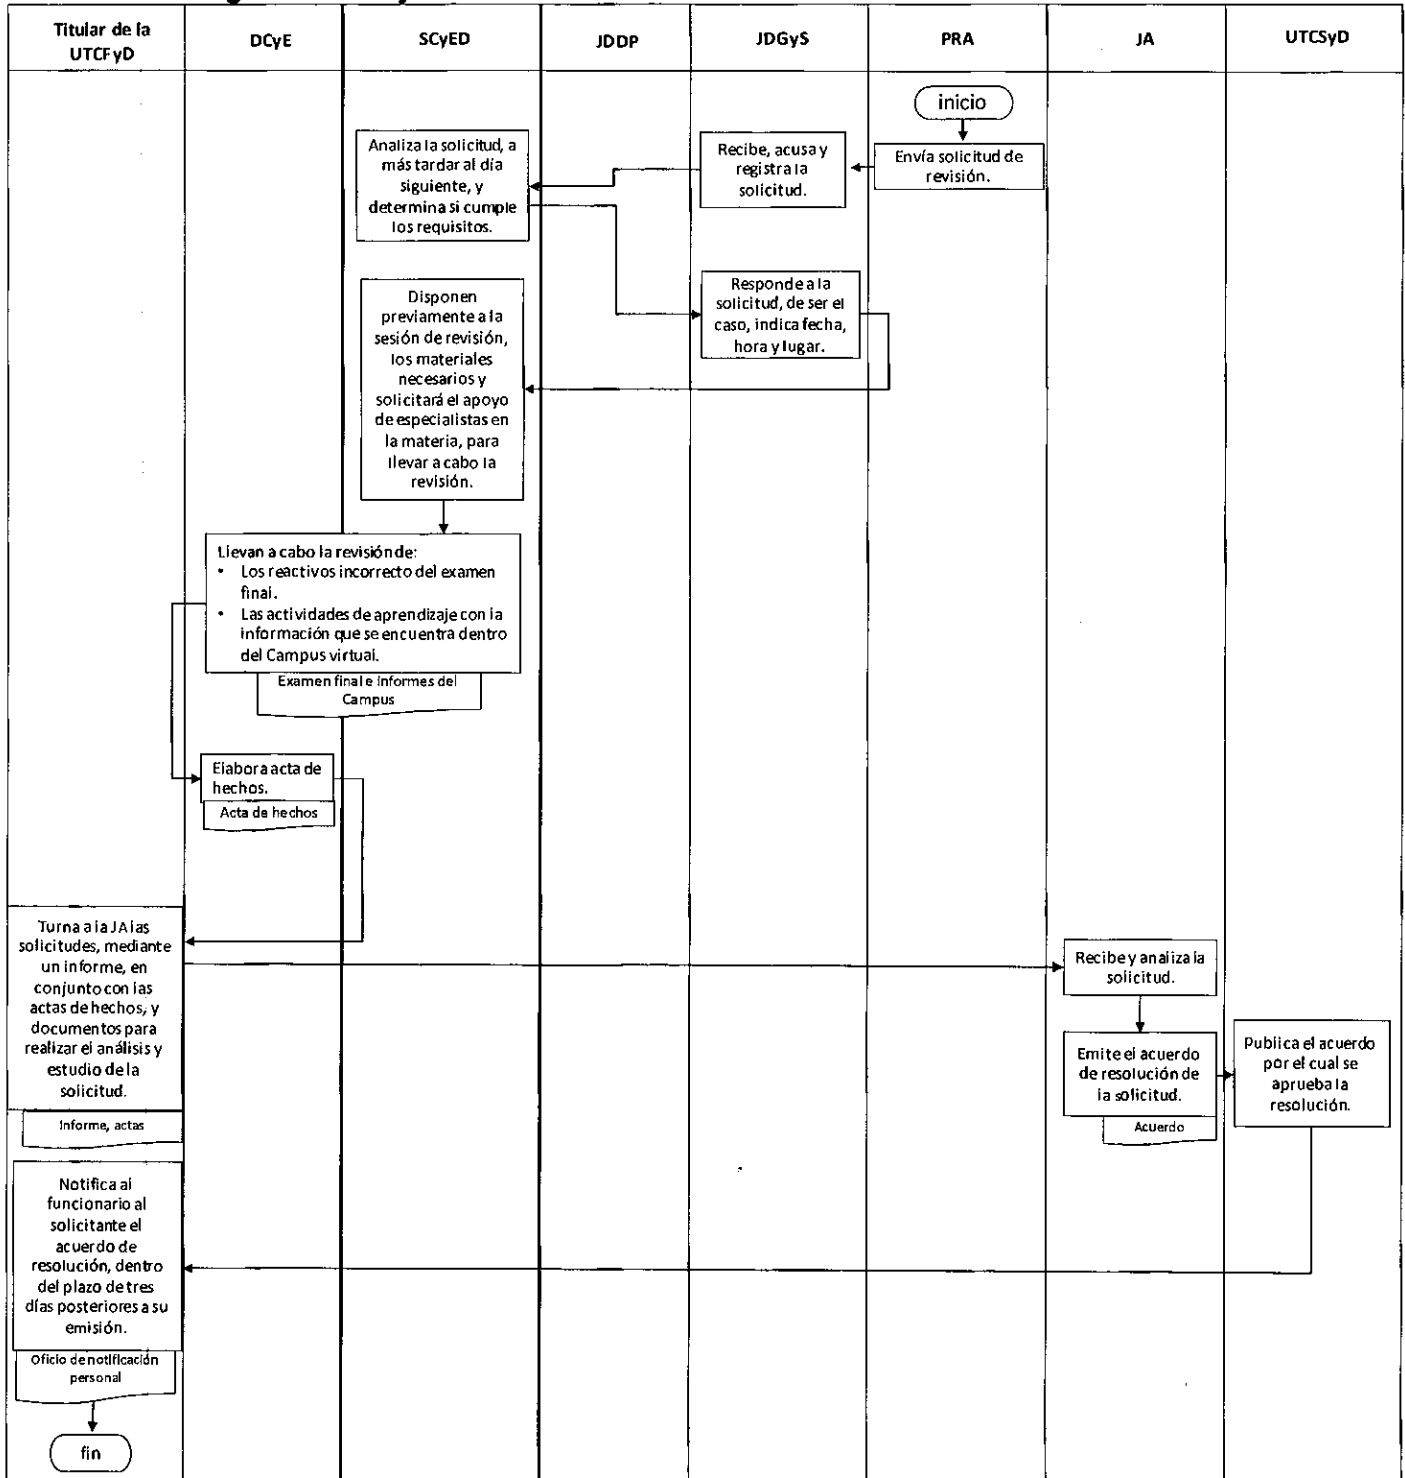 Titular de la
UTCFyD
DCyE
SCyED
JDDP
JDGyS
PRA
JA
UTCSyD
inicio
Envía solicitud de
revisión.
Recibe, acusa y
registra la
solicitud.
Analiza la solicitud, a
más tardar al día
siguiente, y
determina si cumple
los requisitos.
Responde a la
solicitud, de ser el
caso, indica fecha,
hora y lugar.
Disponen
previamente a la
sesión de revisión,
los materiales
necesarios y
solicitará el apoyo
de especialistas en
la materia, para
llevar a cabo la
revisión.
Llevan a cabo la revisión de:
• Los reactivos incorrecto del examen
final.
• Las actividades de aprendizaje con la
información que se encuentra dentro
del Campus virtual.
Examen final e Informes del
Campus
Elabora acta de
hechos.
Acta de hechos
Turna a la JA las
solicitudes, mediante
un informe, en
conjunto con las
actas de hechos, y
documentos para
realizar el análisis y
estudio de la
solicitud.
Informe, actas
Recibe y analiza la
solicitud.
Emite el acuerdo
de resolución de
la solicitud.
Acuerdo
Publica el acuerdo
por el cual se
aprueba la
resolución.
Notifica al
funcionario al
solicitante el
acuerdo de
resolución, dentro
del plazo de tres
días posteriores a su
emisión.
Oficio de notificación
personal
fin